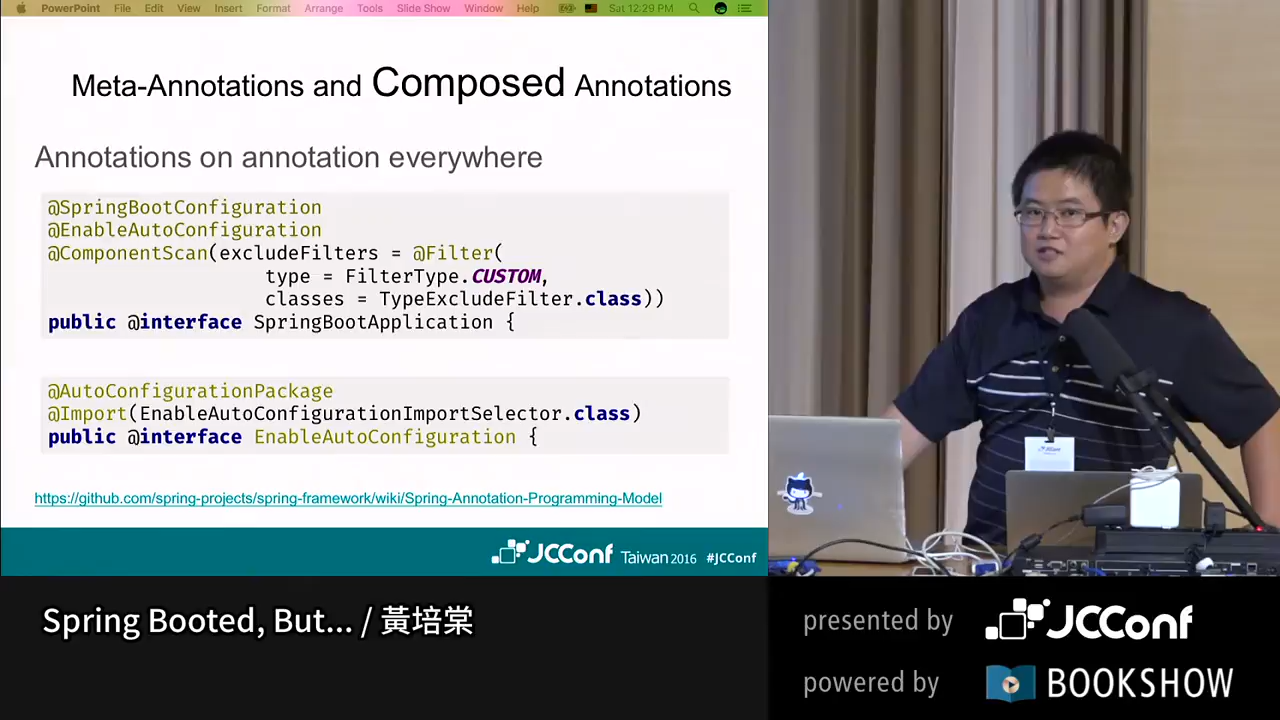 PowerPoint File Edit View Insert Format Arrange Tools Slide Show Window Help Sat 12:29 PM
Meta-Annotations and Composed Annotations
Annotations on annotation everywhere
@SpringBootConfiguration
@EnableAutoConfiguration
@ComponentScan(excludeFilters = @Filter(
type = FilterType.CUSTOM,
classes = TypeExcludeFilter.class))
public @interface SpringBootApplication {
@AutoConfigurationPackage
@Import(EnableAutoConfigurationImportSelector.class)
public @interface EnableAutoConfiguration {
https://github.com/spring-projects/spring-framework/wiki/Spring-Annotation-Programming-Model
JCConf Taiwan 2016 #JCConf
Spring Booted, But... / 黃培棠
presented by JCConf
powered by BOOKSHOW